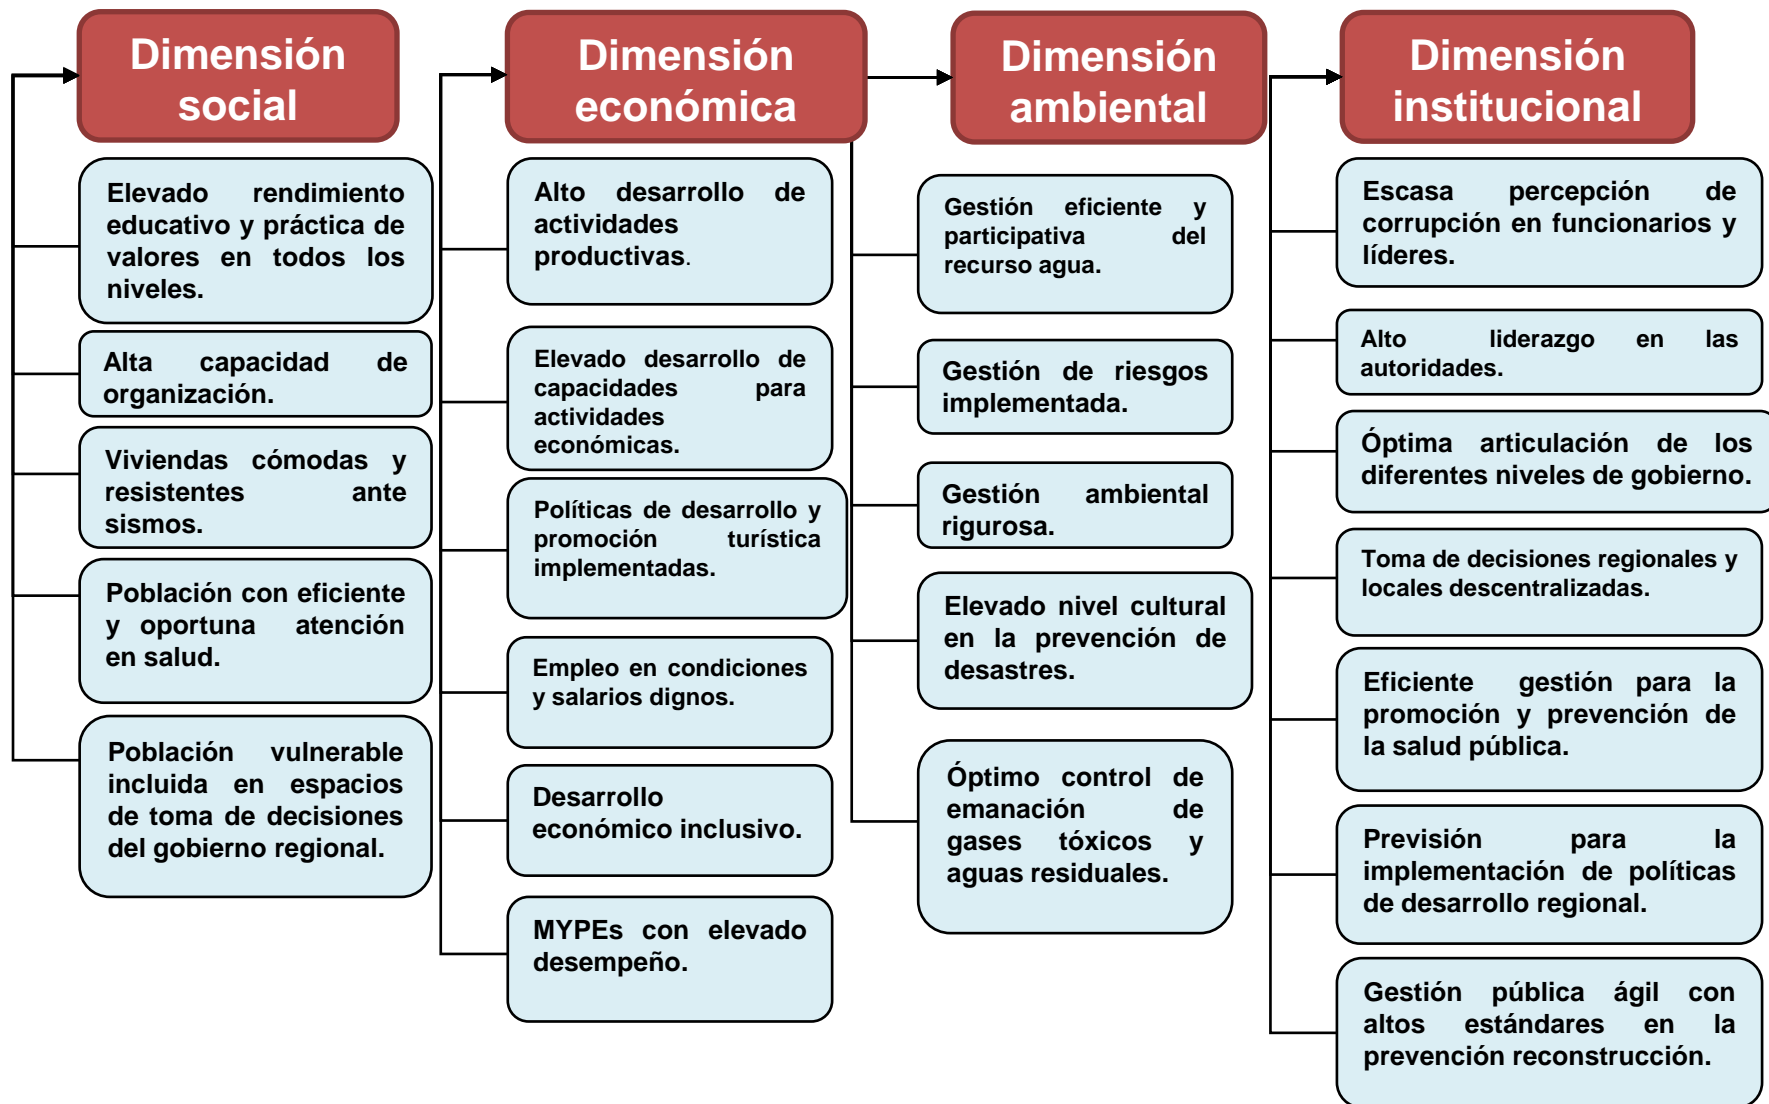 Dimensión
social
Elevado rendimiento
educativo y práctica de
valores en todos los
niveles.
Alta capacidad de
organización.
Viviendas cómodas y
resistentes ante
sismos.
Población con eficiente
y oportuna atención
en salud.
Población vulnerable
incluida en espacios
de toma de decisiones
del gobierno regional.
Dimensión
económica
Alto desarrollo de
actividades
productivas.
Elevado desarrollo de
capacidades para
actividades
económicas.
Políticas de desarrollo y
promoción turística
implementadas.
Empleo en condiciones
y salarios dignos.
Desarrollo
económico inclusivo.
MYPEs con elevado
desempeño.
Dimensión
ambiental
Gestión eficiente y
participativa del
recurso agua.
Gestión de riesgos
implementada.
Gestión ambiental
rigurosa.
Elevado nivel cultural
en la prevención de
desastres.
Óptimo control de
emanación de
gases tóxicos y
aguas residuales.
Dimensión
institucional
Escasa percepción de
corrupción en funcionarios y
líderes.
Alto liderazgo en las
autoridades.
Óptima articulación de los
diferentes niveles de gobierno.
Toma de decisiones regionales y
locales descentralizadas.
Eficiente gestión para la
promoción y prevención de
la salud pública.
Previsión para la
implementación de políticas
de desarrollo regional.
Gestión pública ágil con
altos estándares en la
prevención reconstrucción.